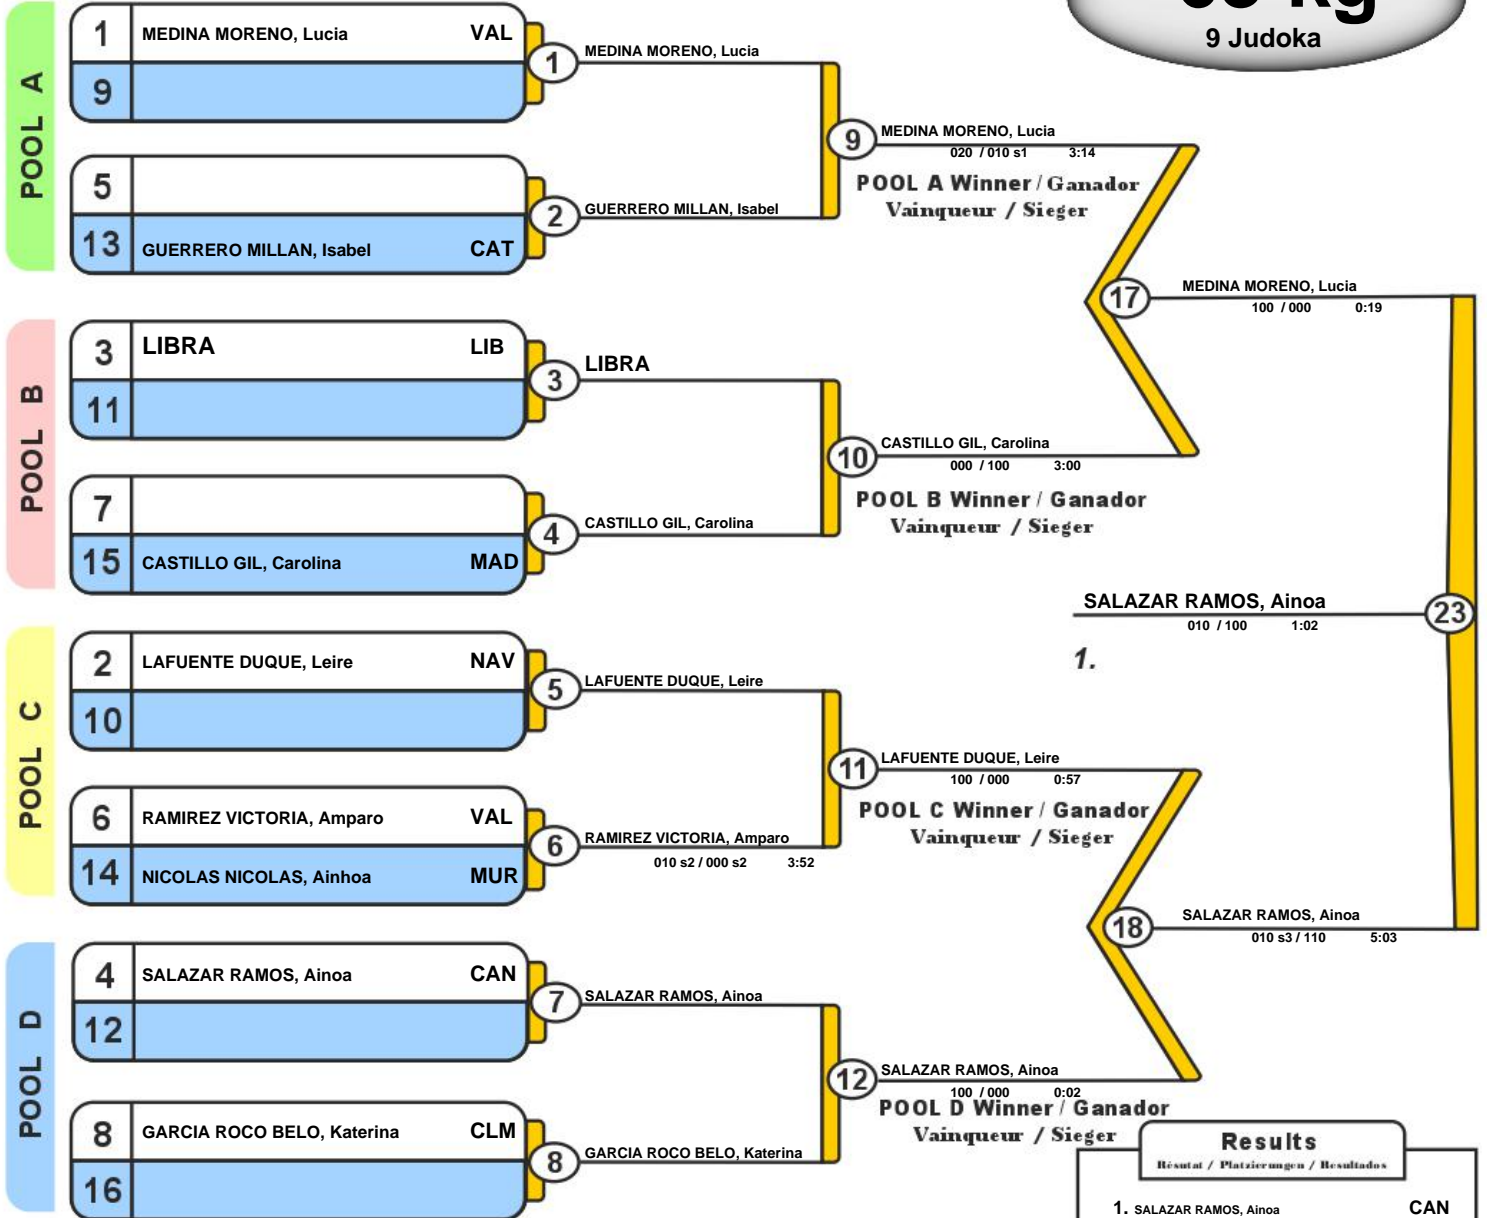 kg
9 Judoka
POOL A
1 MEDINA MORENO, Lucia VAL
9
1
MEDINA MORENO, Lucia
5
13 GUERRERO MILLAN, Isabel CAT
2
GUERRERO MILLAN, Isabel
9
MEDINA MORENO, Lucia
020 / 010 s1 3:14
POOL A Winner / Ganador
Vainqueur / Sieger
POOL B
3 LIBRA LIB
11
3
LIBRA
7
15 CASTILLO GIL, Carolina MAD
4
CASTILLO GIL, Carolina
10
CASTILLO GIL, Carolina
000 / 100 3:00
POOL B Winner / Ganador
Vainqueur / Sieger
17
MEDINA MORENO, Lucia
100 / 000 0:19
POOL C
2 LAFUENTE DUQUE, Leire NAV
10
5
LAFUENTE DUQUE, Leire
6 RAMIREZ VICTORIA, Amparo VAL
14 NICOLAS NICOLAS, Ainhoa MUR
6
RAMIREZ VICTORIA, Amparo
010 s2 / 000 s2 3:52
11
LAFUENTE DUQUE, Leire
100 / 000 0:57
POOL C Winner / Ganador
Vainqueur / Sieger
POOL D
4 SALAZAR RAMOS, Ainoa CAN
12
7
SALAZAR RAMOS, Ainoa
8 GARCIA ROCO BELO, Katerina CLM
16
8
GARCIA ROCO BELO, Katerina
12
SALAZAR RAMOS, Ainoa
100 / 000 0:02
POOL D Winner / Ganador
Vainqueur / Sieger
18
SALAZAR RAMOS, Ainoa
010 s3 / 110 5:03
23
SALAZAR RAMOS, Ainoa
010 / 100 1:02
1.
Results
Résutat / Platzierungen / Resultados
1. SALAZAR RAMOS, Ainoa CAN